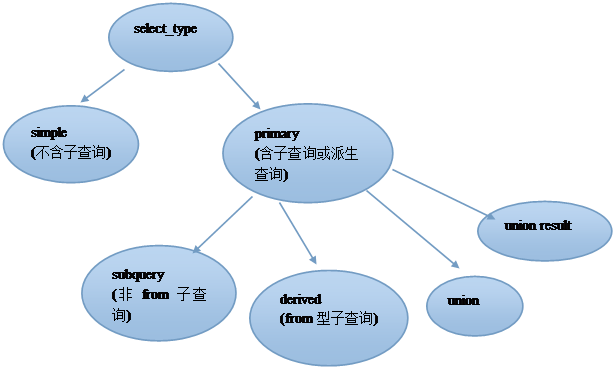 select_type
simple
(不含子查询)
primary
(含子查询或派生
查询)
union result
subquery
(非 from 子查
询)
derived
(from 型子查询)
union